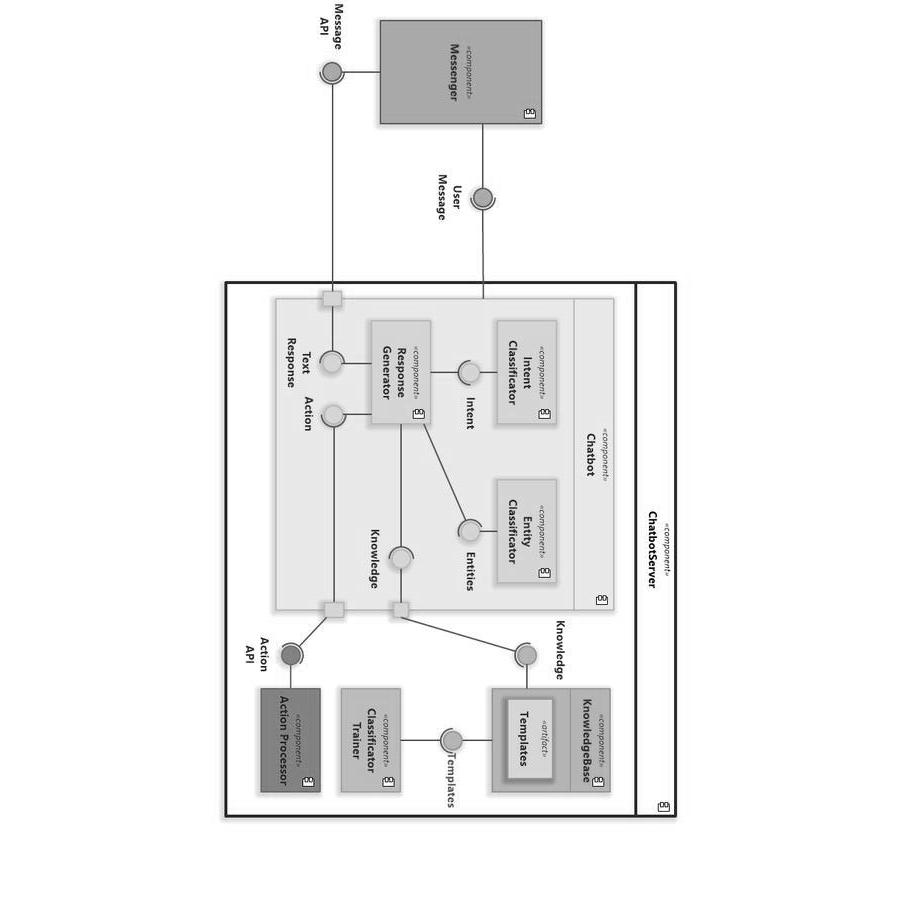 «component»
ChatbotServer
«component»
Chatbot
«component»
Messenger
User
Message
Message
API
«component»
Intent
Classificator
Intent
«component»
Entity
Classificator
Entities
«component»
Response
Generator
Text
Response
Action
Knowledge
Knowledge
«component»
KnowledgeBase
«artifact»
Templates
Templates
«component»
Classificator
Trainer
Action
API
«component»
Action Processor